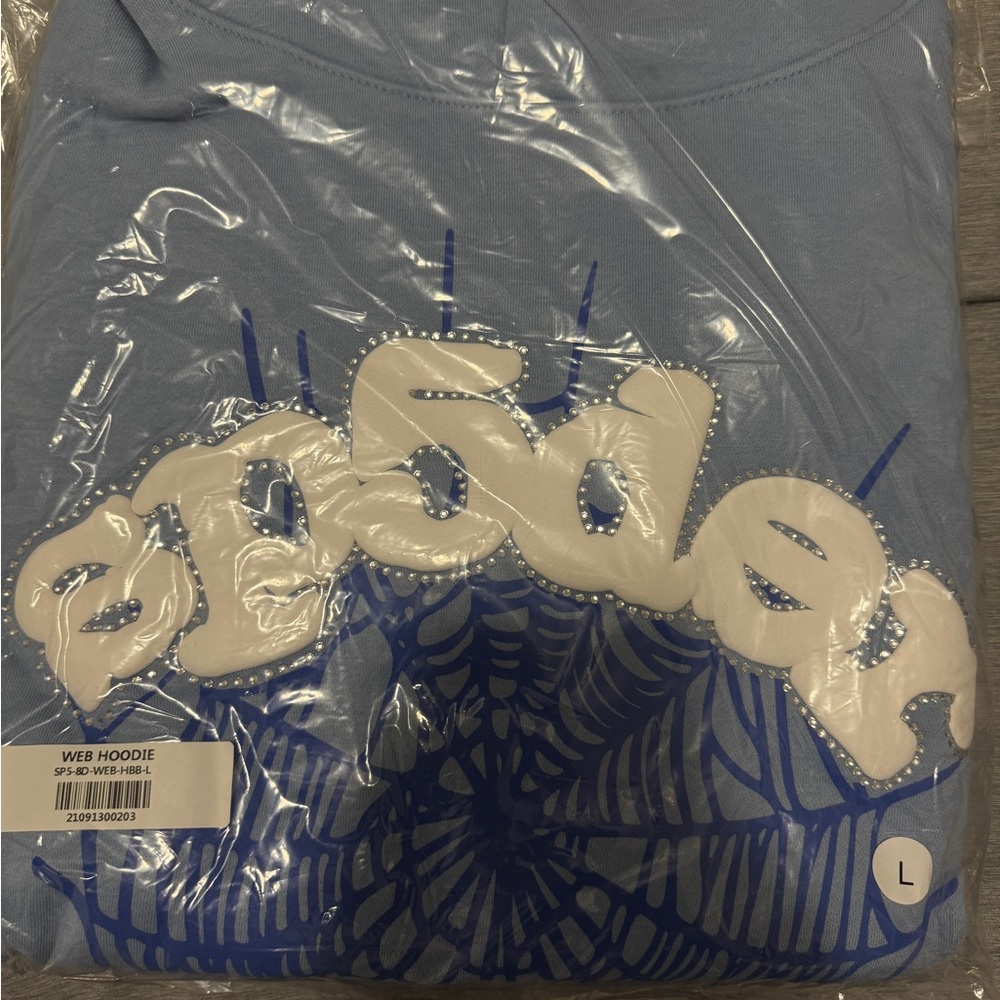 sp5der
WEB HOODIE
SP5-8D-WEB-HBB-L
21091300203
L